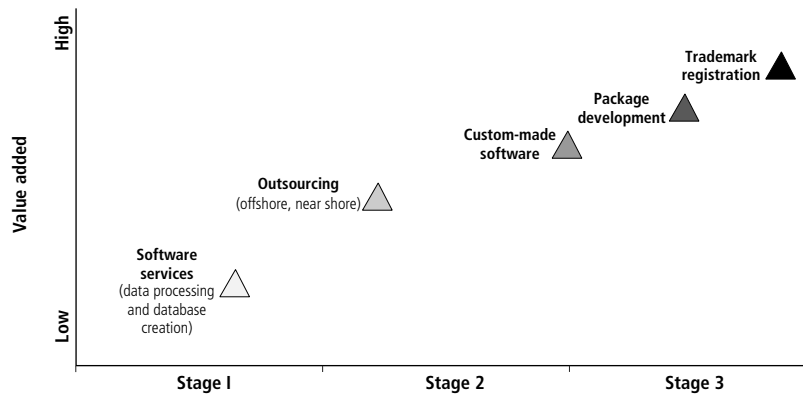 High
Value added
Low
Trademark
registration
Package
development
Custom-made
software
Outsourcing
(offshore, near shore)
Software
services
(data processing
and database
creation)
Stage I
Stage 2
Stage 3